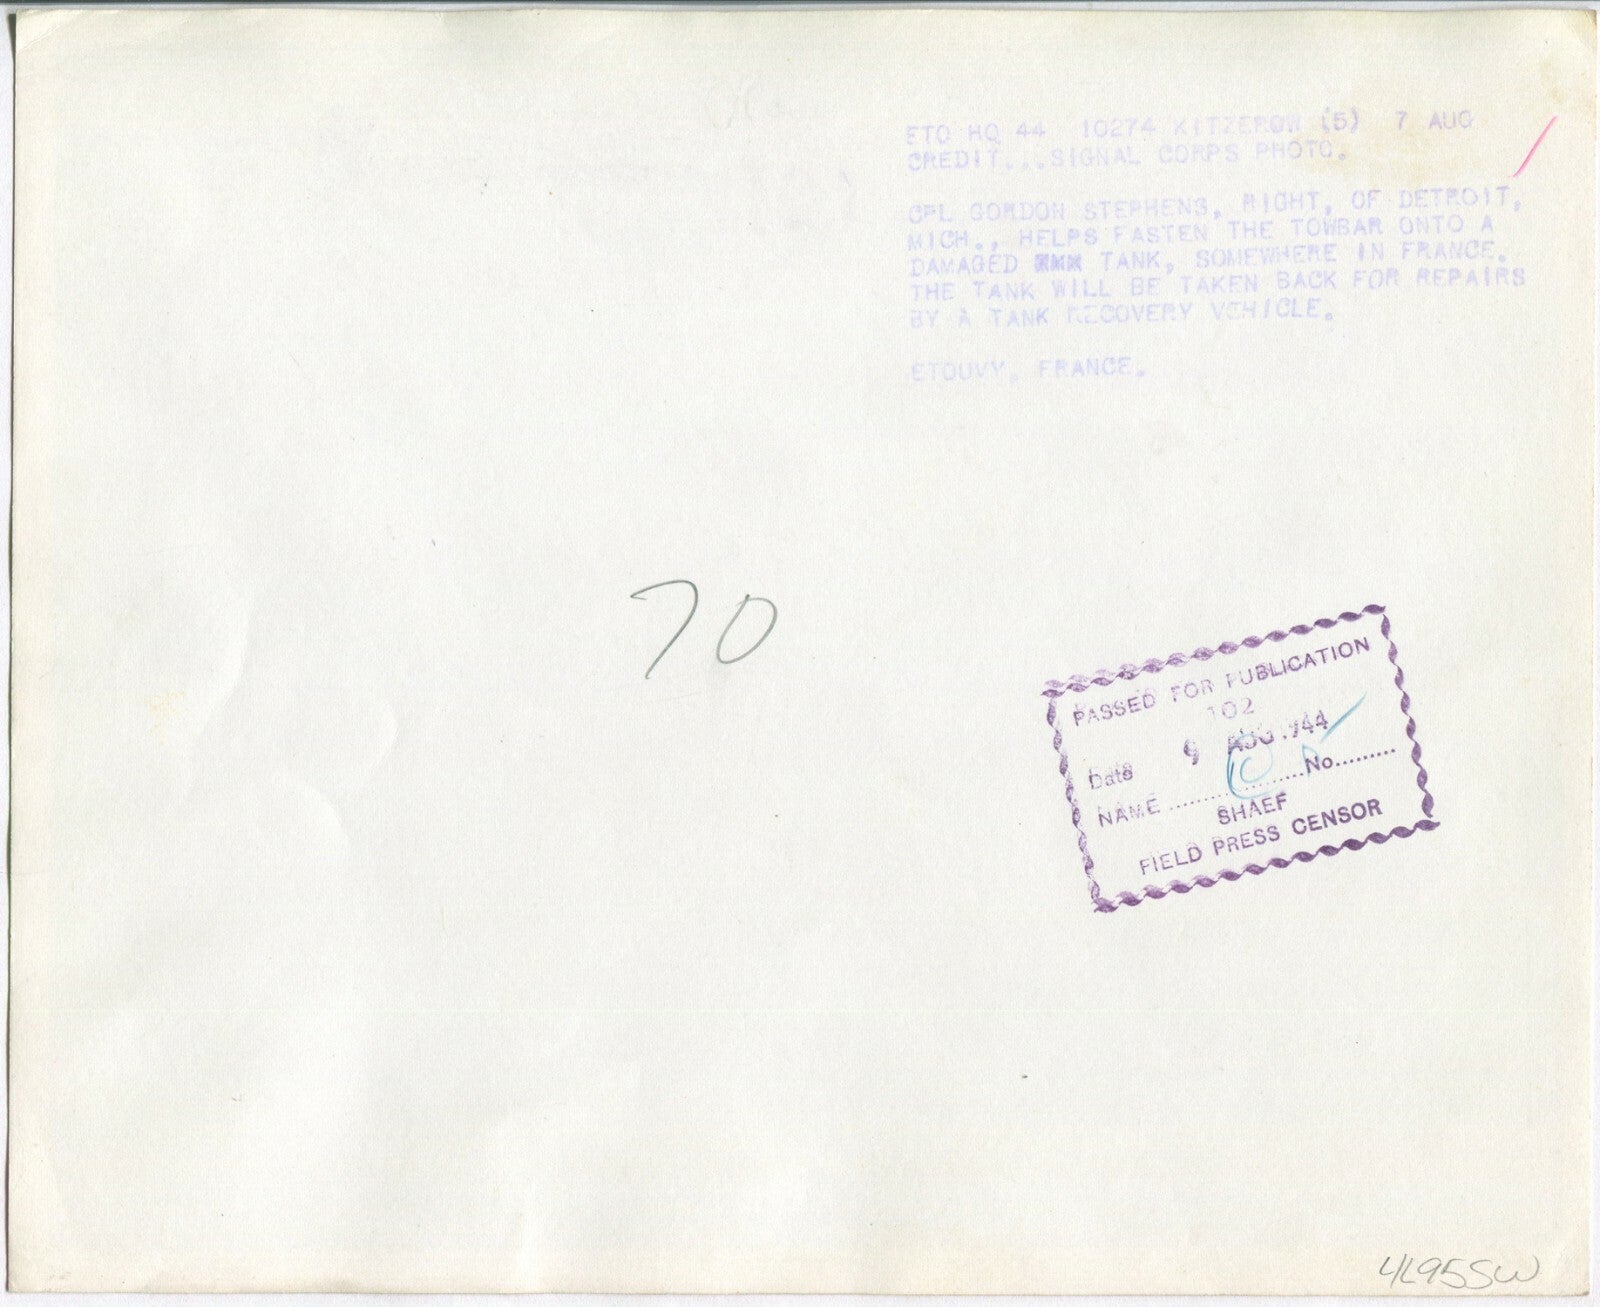 ETO HQ 44 10274 KITZEROW (5) 7 AUG
CREDIT...SIGNAL CORPS PHOTO.
CPL GORDON STEPHENS, RIGHT, OF DETROIT,
MICH., HELPS FASTEN THE TOWBAR ONTO A
DAMAGED XXX TANK, SOMEWHERE IN FRANCE.
THE TANK WILL BE TAKEN BACK FOR REPAIRS
BY A TANK RECOVERY VEHICLE.
ETOUVY, FRANCE.
70
PASSED FOR PUBLICATION
102
Date 9 AUG.944
NAME ....................No.........
SHAEF
FIELD PRESS CENSOR
4L95SW